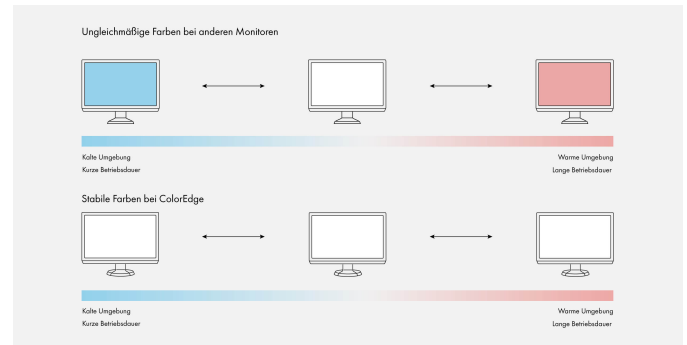 Ungleichmäßige Farben bei anderen Monitoren
Kalte Umgebung
Warme Umgebung
Kurze Betriebsdauer
Lange Betriebsdauer
Stabile Farben bei ColorEdge
Kalte Umgebung
Warme Umgebung
Kurze Betriebsdauer
Lange Betriebsdauer